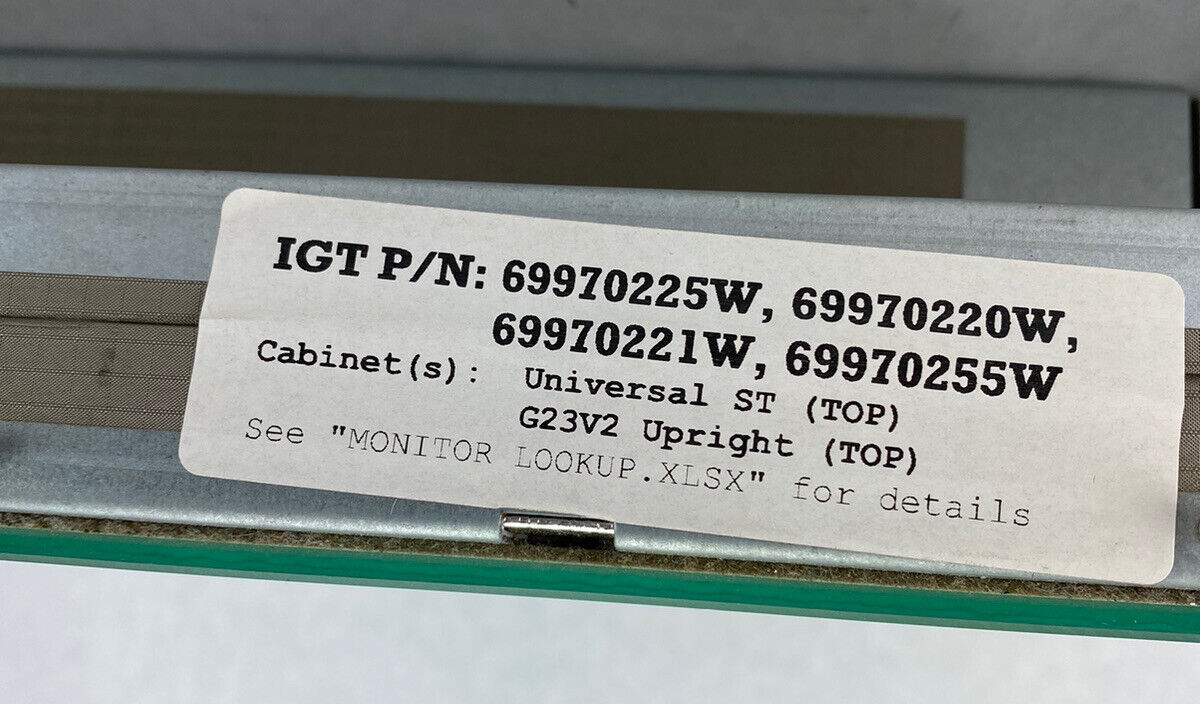 IGT P/N: 69970225W, 69970220W,
69970221W, 69970255W
Cabinet(s): Universal ST (TOP)
G23V2 Upright (TOP)
See "MONITOR LOOKUP.XLSX" for details